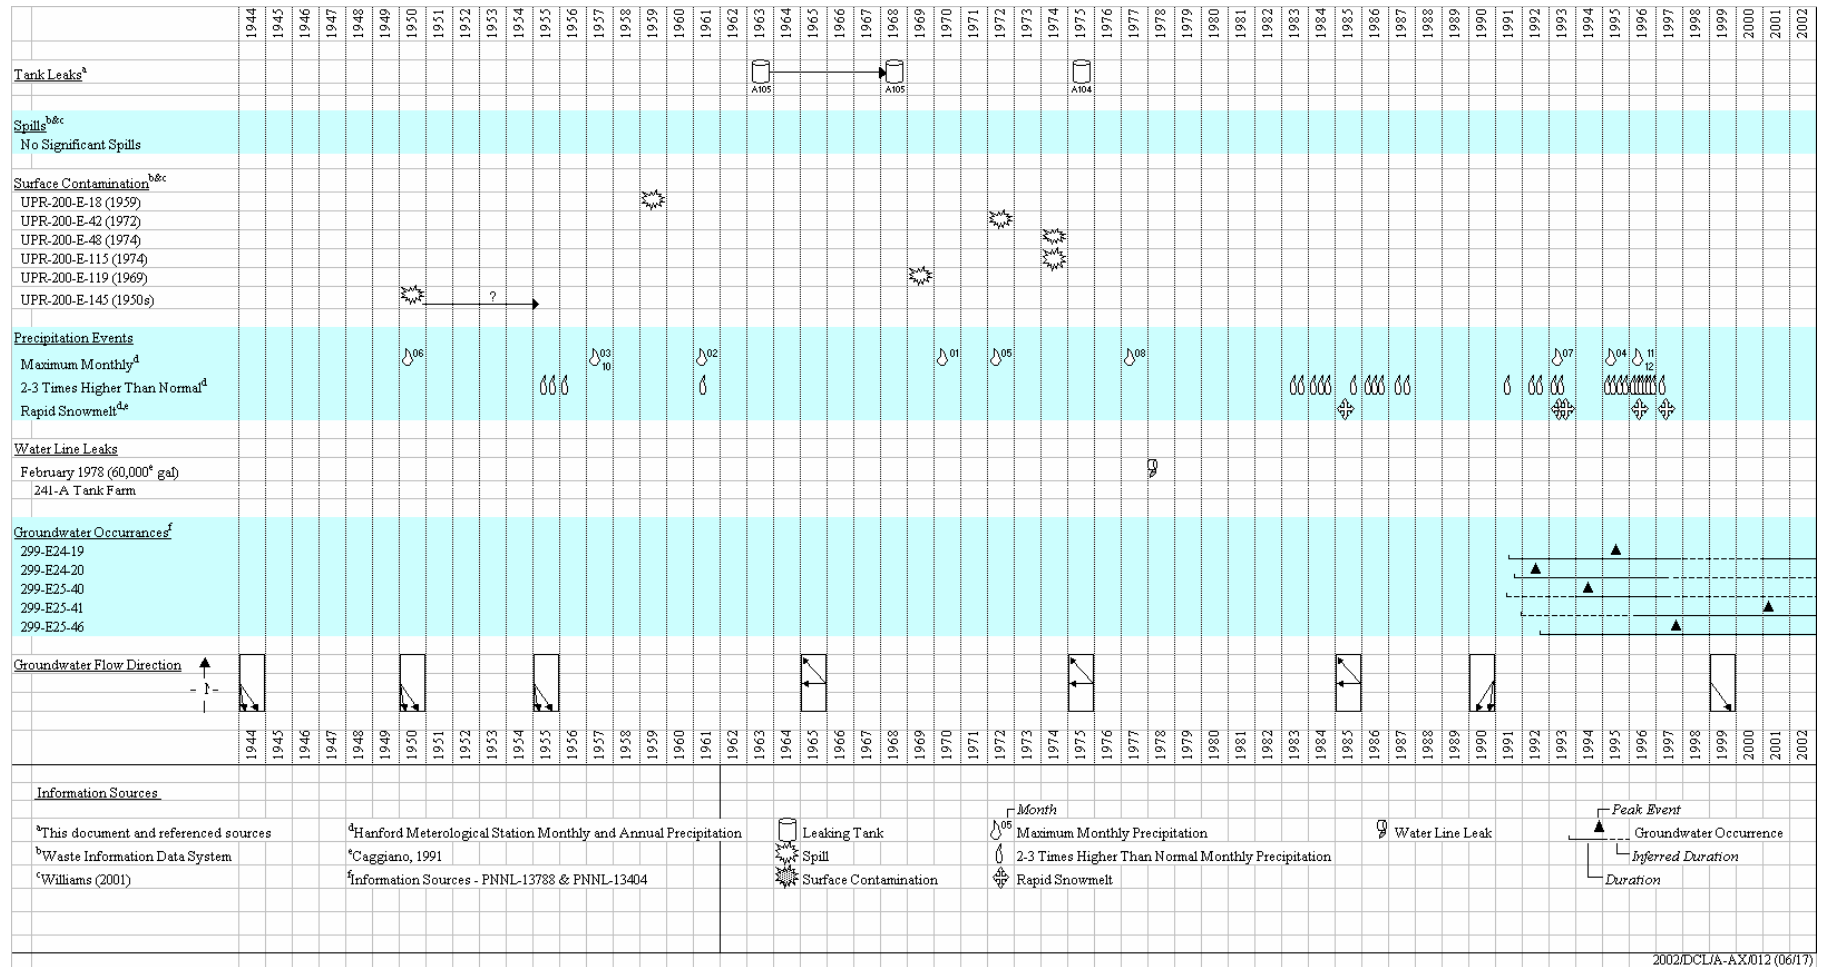 1944 1945 1946 1947 1948 1949 1950 1951 1952 1953 1954 1955 1956 1957 1958 1959 1960 1961 1962 1963 1964 1965 1966 1967 1968 1969 1970 1971 1972 1973 1974 1975 1976 1977 1978 1979 1980 1981 1982 1983 1984 1985 1986 1987 1988 1989 1990 1991 1992 1993 1994 1995 1996 1997 1998 1999 2000 2001 2002
Tank Leaksᵃ
A105 A105 A104
Spills b&c
No Significant Spills
Surface Contamination b&c
UPR-200-E-18 (1959)
UPR-200-E-42 (1972)
UPR-200-E-48 (1974)
UPR-200-E-115 (1974)
UPR-200-E-119 (1969)
UPR-200-E-145 (1950s) ?
Precipitation Events
Maximum Monthlyᵈ 06 03 10 02 01 05 08 07 04 11 12
2-3 Times Higher Than Normalᵈ
Rapid Snowmelt d,e
Water Line Leaks
February 1978 (60,000ᵉ gal)
241-A Tank Farm
Groundwater Occurrancesᶠ
299-E24-19
299-E24-20
299-E25-40
299-E25-41
299-E25-46
Groundwater Flow Direction
1944 1945 1946 1947 1948 1949 1950 1951 1952 1953 1954 1955 1956 1957 1958 1959 1960 1961 1962 1963 1964 1965 1966 1967 1968 1969 1970 1971 1972 1973 1974 1975 1976 1977 1978 1979 1980 1981 1982 1983 1984 1985 1986 1987 1988 1989 1990 1991 1992 1993 1994 1995 1996 1997 1998 1999 2000 2001 2002
Information Sources
ᵃThis document and referenced sources
ᵇWaste Information Data System
ᶜWilliams (2001)
ᵈHanford Meterological Station Monthly and Annual Precipitation
ᵉCaggiano, 1991
ᶠInformation Sources - PNNL-13788 & PNNL-13404
Leaking Tank
Spill
Surface Contamination
Month
05 Maximum Monthly Precipitation
2-3 Times Higher Than Normal Monthly Precipitation
Rapid Snowmelt
Water Line Leak
Peak Event
Groundwater Occurrence
Inferred Duration
Duration
2002/DCL/A-AX/012 (06/17)